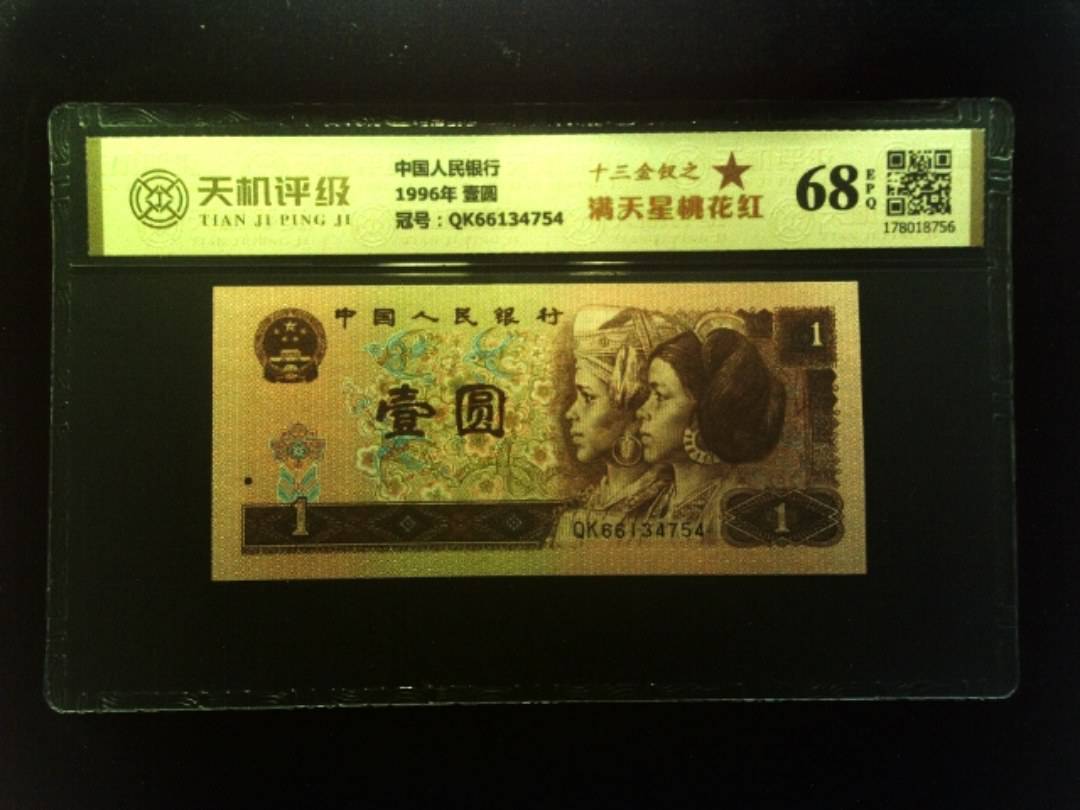 天机评级
TIAN JI PING JI
中国人民银行
1996年 壹圆
冠号：QK66134754
十三金钗之
满天星桃花红
68
EPQ
178018756
中国人民银行
壹圆
1
1
QK66134754
1